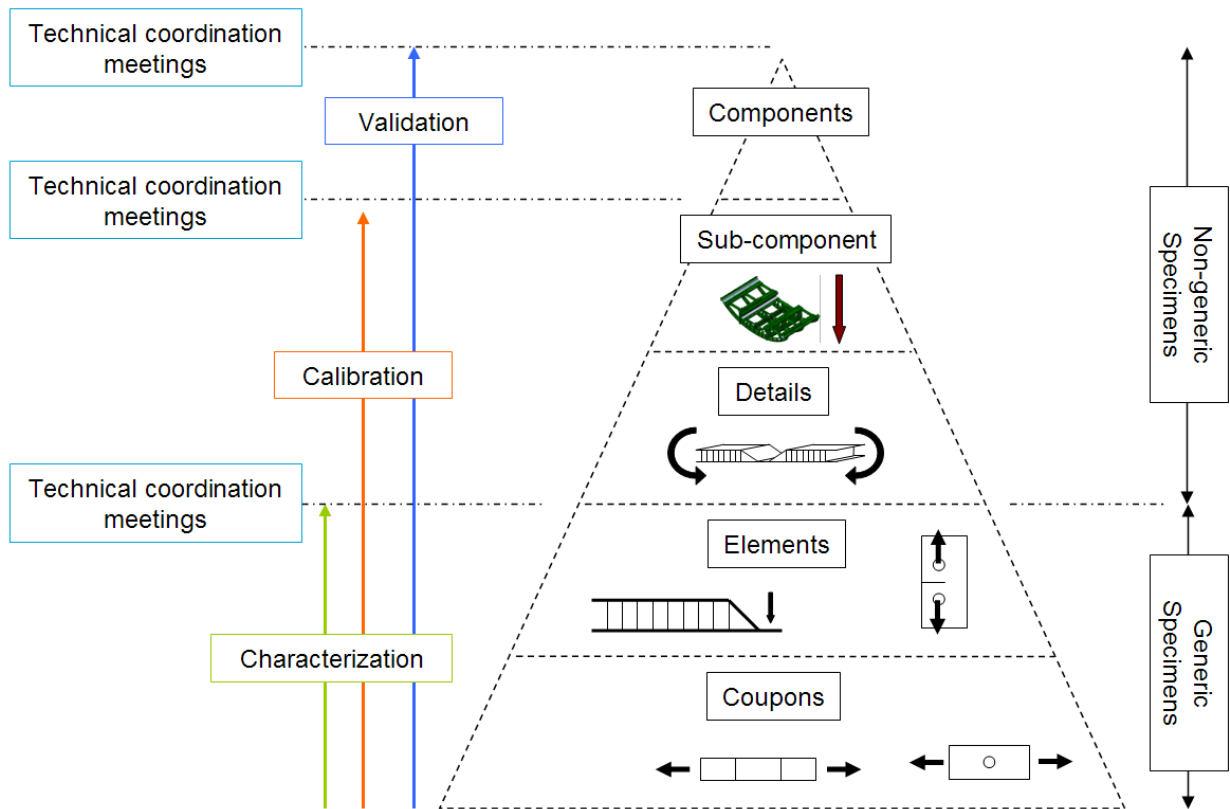 Technical coordination
meetings
Validation
Components
Technical coordination
meetings
Sub-component
Non-generic
Specimens
Calibration
Details
Technical coordination
meetings
Elements
Generic
Specimens
Characterization
Coupons